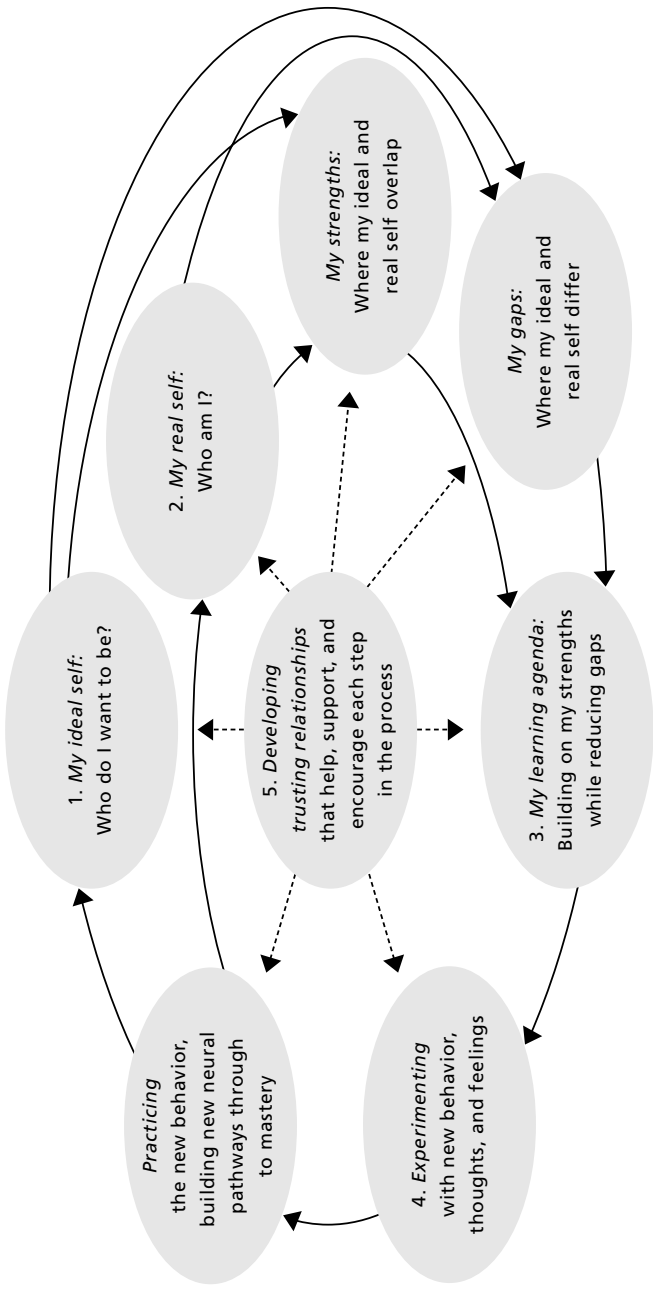 1. My ideal self:
Who do I want to be?
2. My real self:
Who am I?
My strengths:
Where my ideal and
real self overlap
My gaps:
Where my ideal and
real self differ
3. My learning agenda:
Building on my strengths
while reducing gaps
4. Experimenting
with new behavior,
thoughts, and feelings
Practicing
the new behavior,
building new neural
pathways through
to mastery
5. Developing
trusting relationships
that help, support, and
encourage each step
in the process